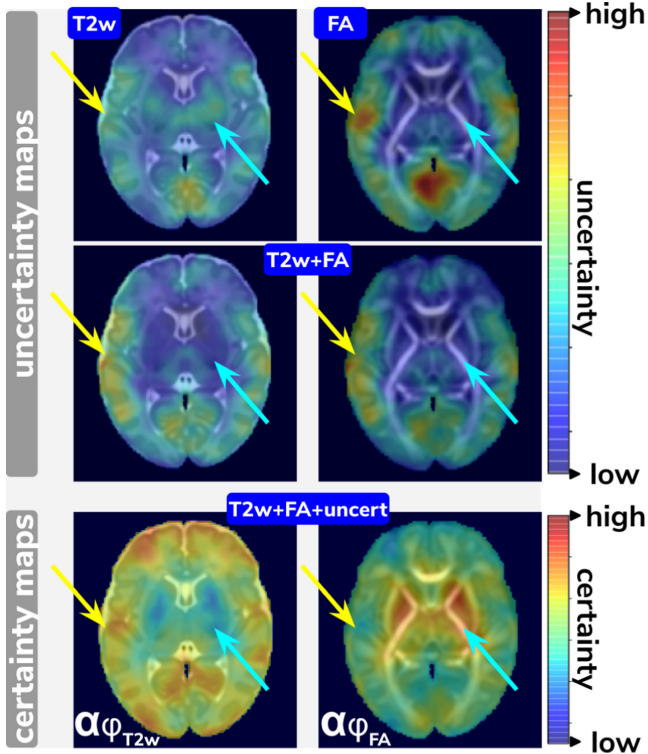 T2w
FA
high
uncertainty maps
uncertainty
T2w+FA
low
T2w+FA+uncert
high
certainty maps
certainty
αφT2w
αφFA
low